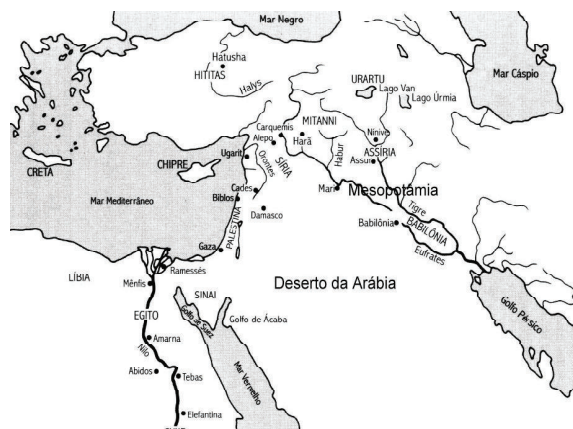 Mar Negro
Hatusha
HITITAS
Halys
URARTU
Lago Van
Lago Úrmia
Mar Cáspio
MITANNI
Carquemis
Alepo
Harã
Nínive
ASSÍRIA
Assur
Habur
CRETA
CHIPRE
Ugarit
Orontes
SÍRIA
Mari
Mesopotámia
Mar Mediterrâneo
Biblos
Cades
Damasco
PALESTINA
Tigre
Babilônia
BABILÔNIA
Eufrates
Gaza
LÍBIA
Ramessés
Mênfis
SINAI
Deserto da Arábia
Golfo de Suez
Golfo de Ácaba
Golfo Pérsico
EGITO
Amarna
Nilo
Abidos
Tebas
Mar Vermelho
Elefantina